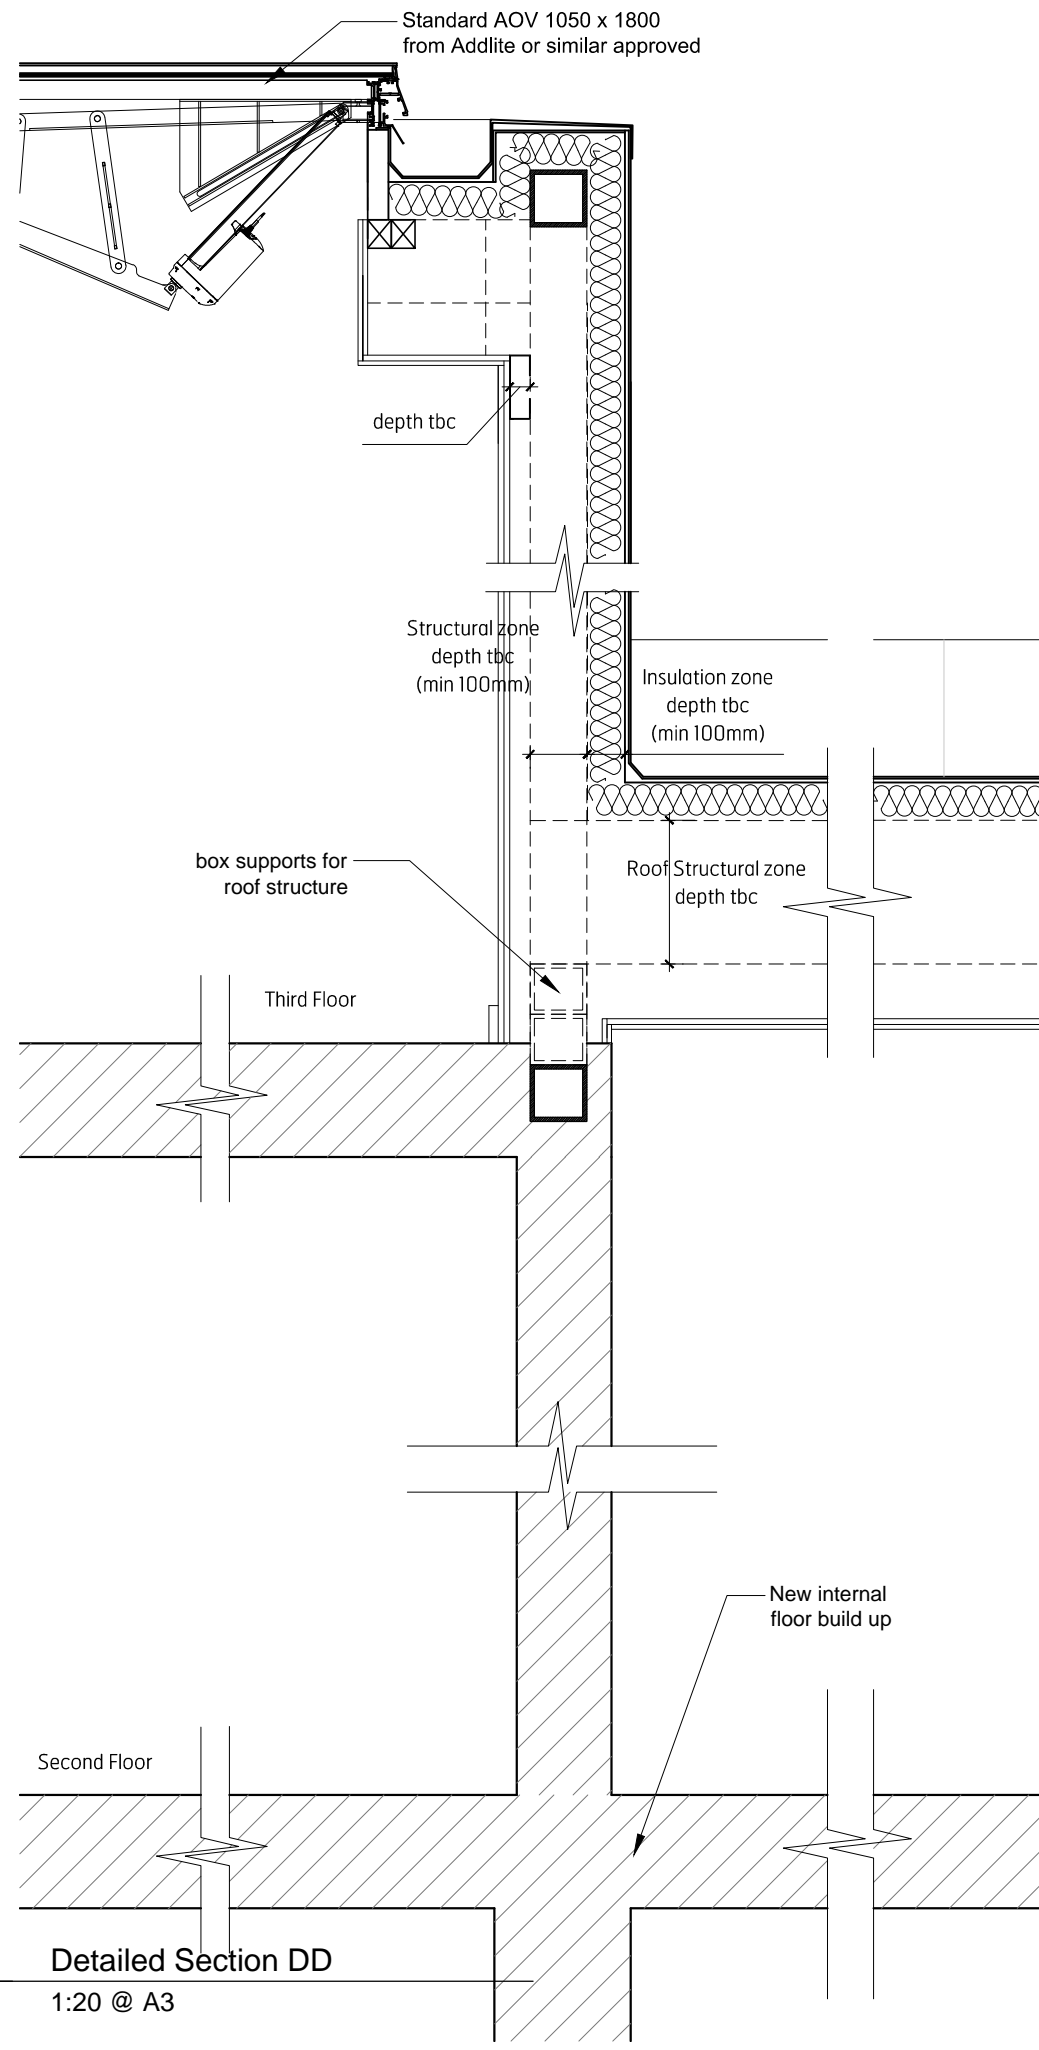 Standard AOV 1050 x 1800
from Addlite or similar approved
depth tbc
Structural zone
depth tbc
(min 100mm)
Insulation zone
depth tbc
(min 100mm)
box supports for
roof structure
Roof Structural zone
depth tbc
Third Floor
New internal
floor build up
Second Floor
Detailed Section DD
1:20 @ A3